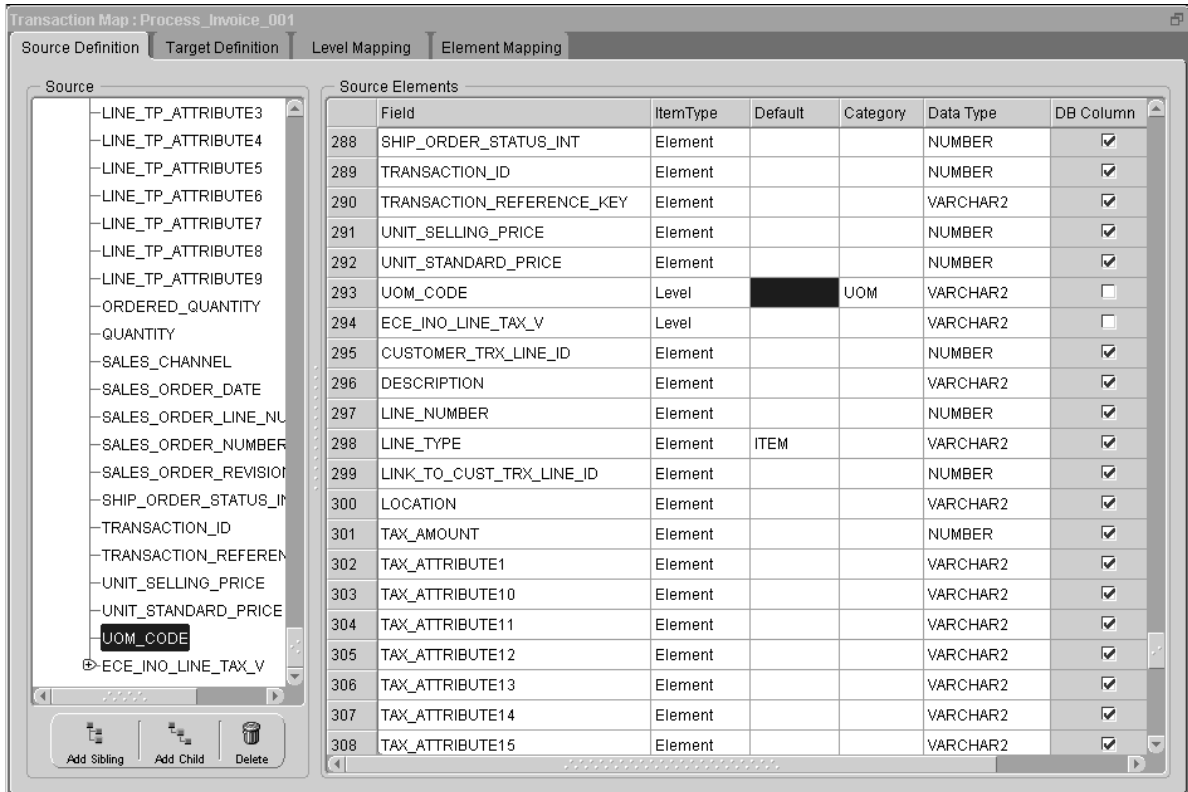 Transaction Map : Process_Invoice_001
Source Definition Target Definition Level Mapping Element Mapping
Source
LINE_TP_ATTRIBUTE3
LINE_TP_ATTRIBUTE4
LINE_TP_ATTRIBUTE5
LINE_TP_ATTRIBUTE6
LINE_TP_ATTRIBUTE7
LINE_TP_ATTRIBUTE8
LINE_TP_ATTRIBUTE9
ORDERED_QUANTITY
QUANTITY
SALES_CHANNEL
SALES_ORDER_DATE
SALES_ORDER_LINE_NU
SALES_ORDER_NUMBER
SALES_ORDER_REVISION
SHIP_ORDER_STATUS_IN
TRANSACTION_ID
TRANSACTION_REFEREN
UNIT_SELLING_PRICE
UNIT_STANDARD_PRICE
UOM_CODE
ECE_INO_LINE_TAX_V
Add Sibling Add Child Delete
Source Elements
Field ItemType Default Category Data Type DB Column
288 SHIP_ORDER_STATUS_INT Element NUMBER
289 TRANSACTION_ID Element NUMBER
290 TRANSACTION_REFERENCE_KEY Element VARCHAR2
291 UNIT_SELLING_PRICE Element NUMBER
292 UNIT_STANDARD_PRICE Element NUMBER
293 UOM_CODE Level UOM VARCHAR2
294 ECE_INO_LINE_TAX_V Level VARCHAR2
295 CUSTOMER_TRX_LINE_ID Element NUMBER
296 DESCRIPTION Element VARCHAR2
297 LINE_NUMBER Element NUMBER
298 LINE_TYPE Element ITEM VARCHAR2
299 LINK_TO_CUST_TRX_LINE_ID Element NUMBER
300 LOCATION Element VARCHAR2
301 TAX_AMOUNT Element NUMBER
302 TAX_ATTRIBUTE1 Element VARCHAR2
303 TAX_ATTRIBUTE10 Element VARCHAR2
304 TAX_ATTRIBUTE11 Element VARCHAR2
305 TAX_ATTRIBUTE12 Element VARCHAR2
306 TAX_ATTRIBUTE13 Element VARCHAR2
307 TAX_ATTRIBUTE14 Element VARCHAR2
308 TAX_ATTRIBUTE15 Element VARCHAR2